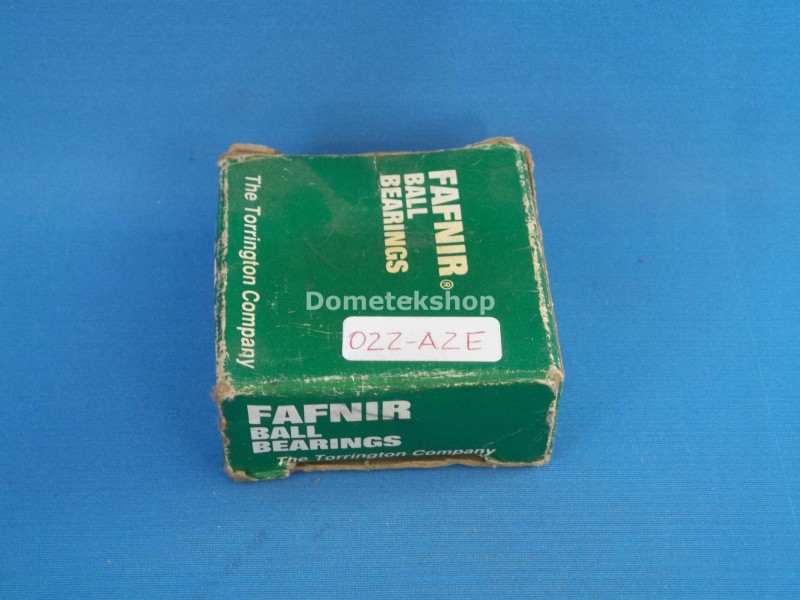 FAFNIR®
BALL
BEARINGS
The Torrington Company
Dometekshop
022-A2E
FAFNIR
BALL
BEARINGS
The Torrington Company